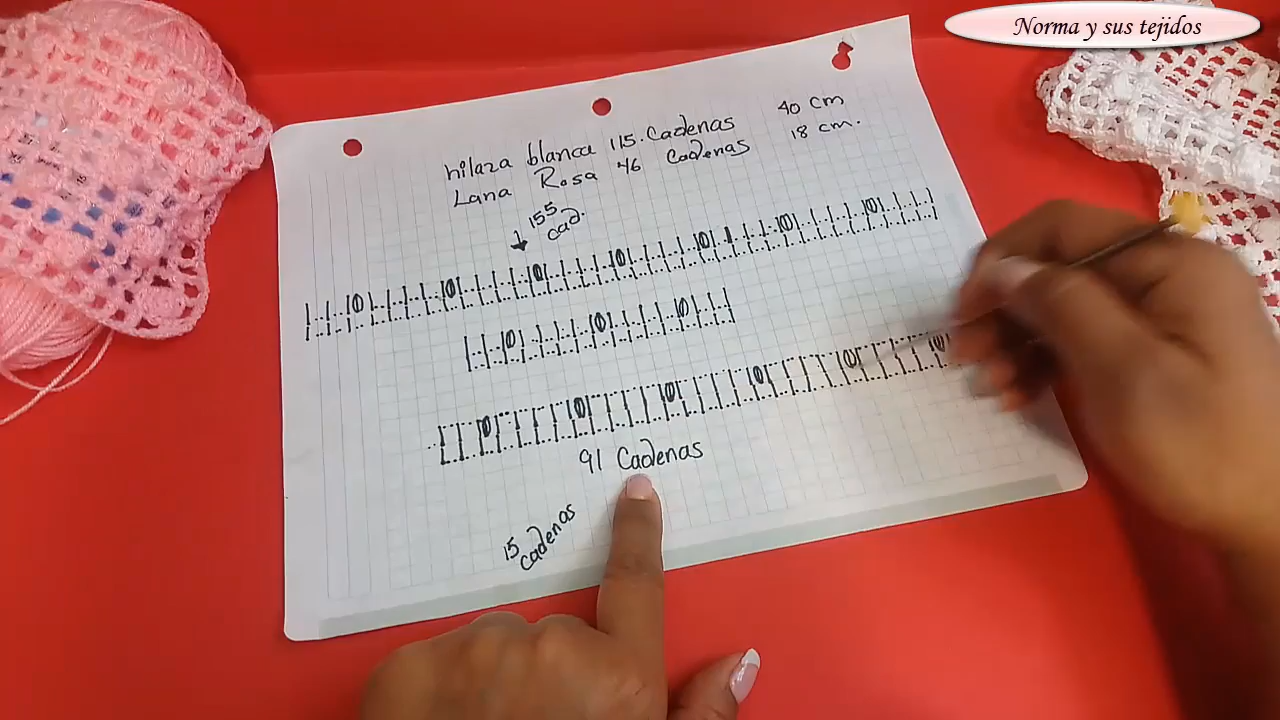 Norma y sus tejidos
hilaza blanca 115. Cadenas 40 cm
Lana Rosa 46 Cadenas 18 cm.
155
cad.
91 Cadenas
15
cadenas